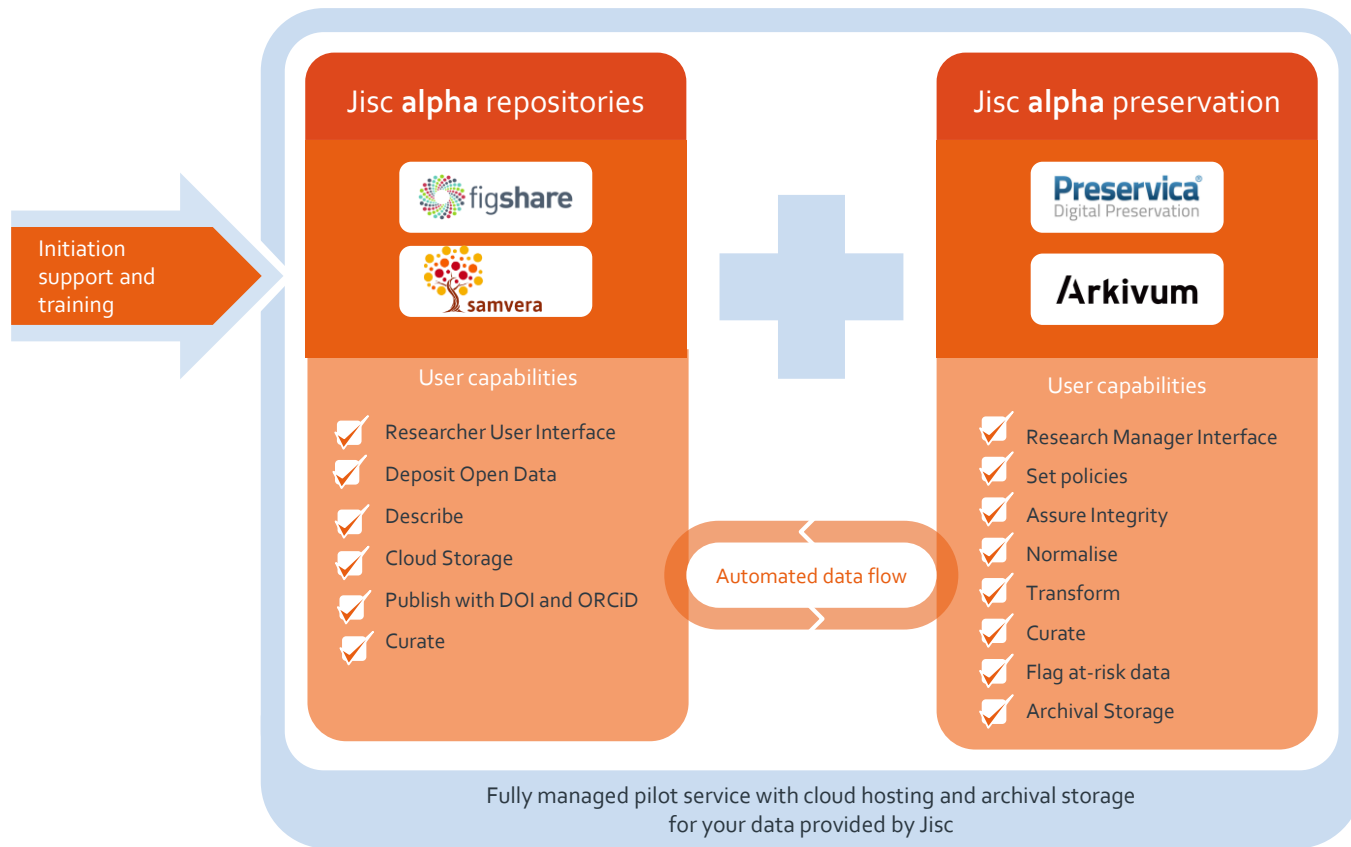 Jisc alpha repositories
figshare
samvera
User capabilities
Researcher User Interface
Deposit Open Data
Describe
Cloud Storage
Publish with DOI and ORCiD
Curate
Initiation
support and
training
Automated data flow
Jisc alpha preservation
Preservica®
Digital Preservation
Arkivum
User capabilities
Research Manager Interface
Set policies
Assure Integrity
Normalise
Transform
Curate
Flag at-risk data
Archival Storage
Fully managed pilot service with cloud hosting and archival storage
for your data provided by Jisc